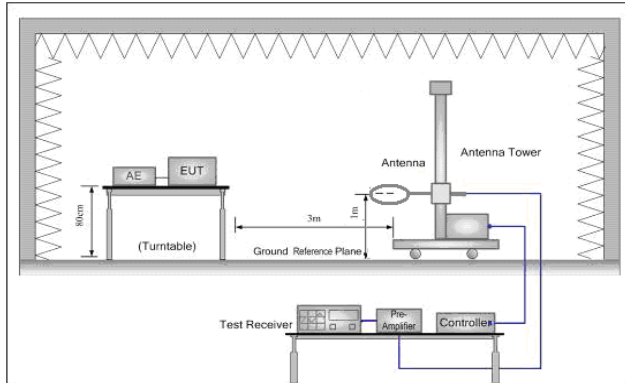 AE
EUT
80cm
(Turntable)
3m
1m
Antenna
Antenna Tower
Ground Reference Plane
Test Receiver
Pre-
Amplifier
Controller